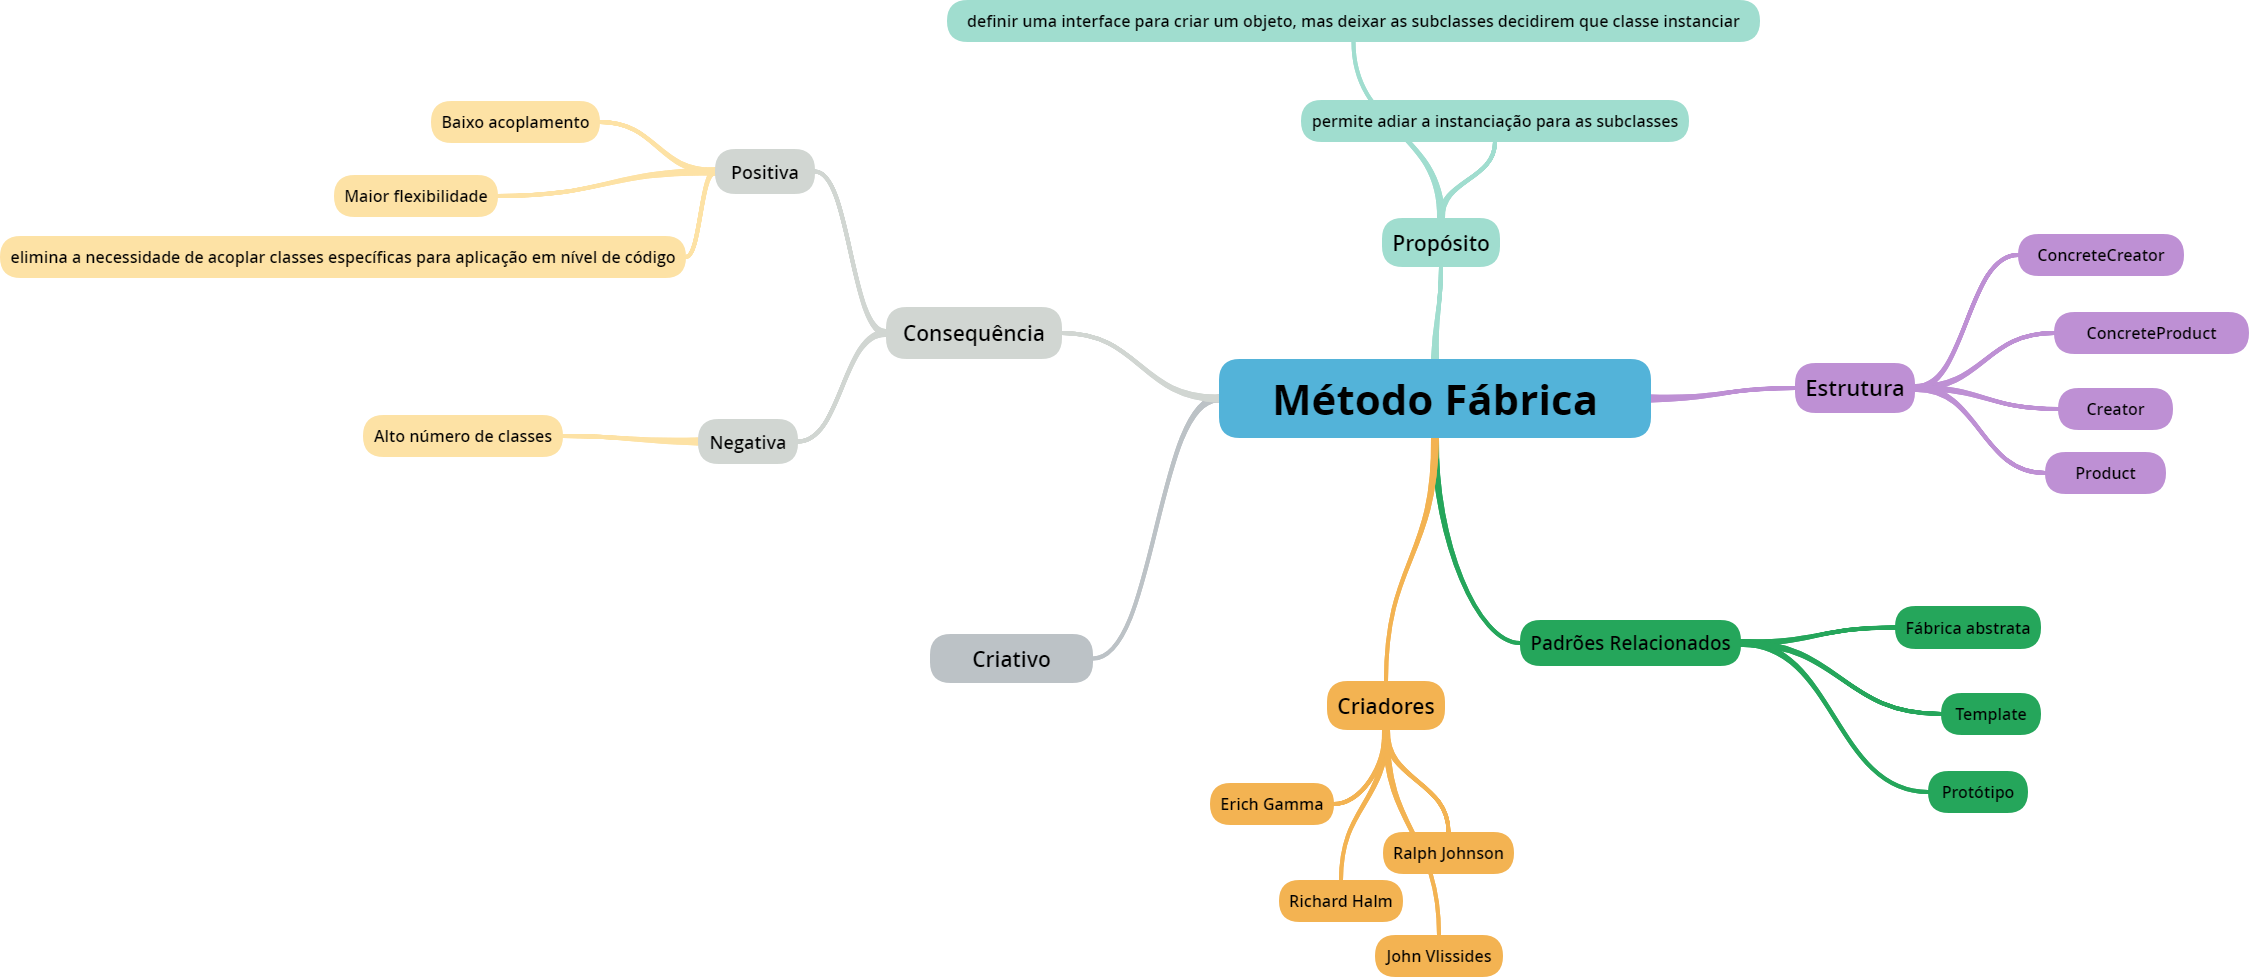 definir uma interface para criar um objeto, mas deixar as subclasses decidirem que classe instanciar
permite adiar a instanciação para as subclasses
Propósito
Baixo acoplamento
Maior flexibilidade
elimina a necessidade de acoplar classes específicas para aplicação em nível de código
Positiva
Consequência
Negativa
Alto número de classes
Método Fábrica
Estrutura
ConcreteCreator
ConcreteProduct
Creator
Product
Criativo
Padrões Relacionados
Fábrica abstrata
Template
Protótipo
Criadores
Erich Gamma
Ralph Johnson
Richard Halm
John Vlissides